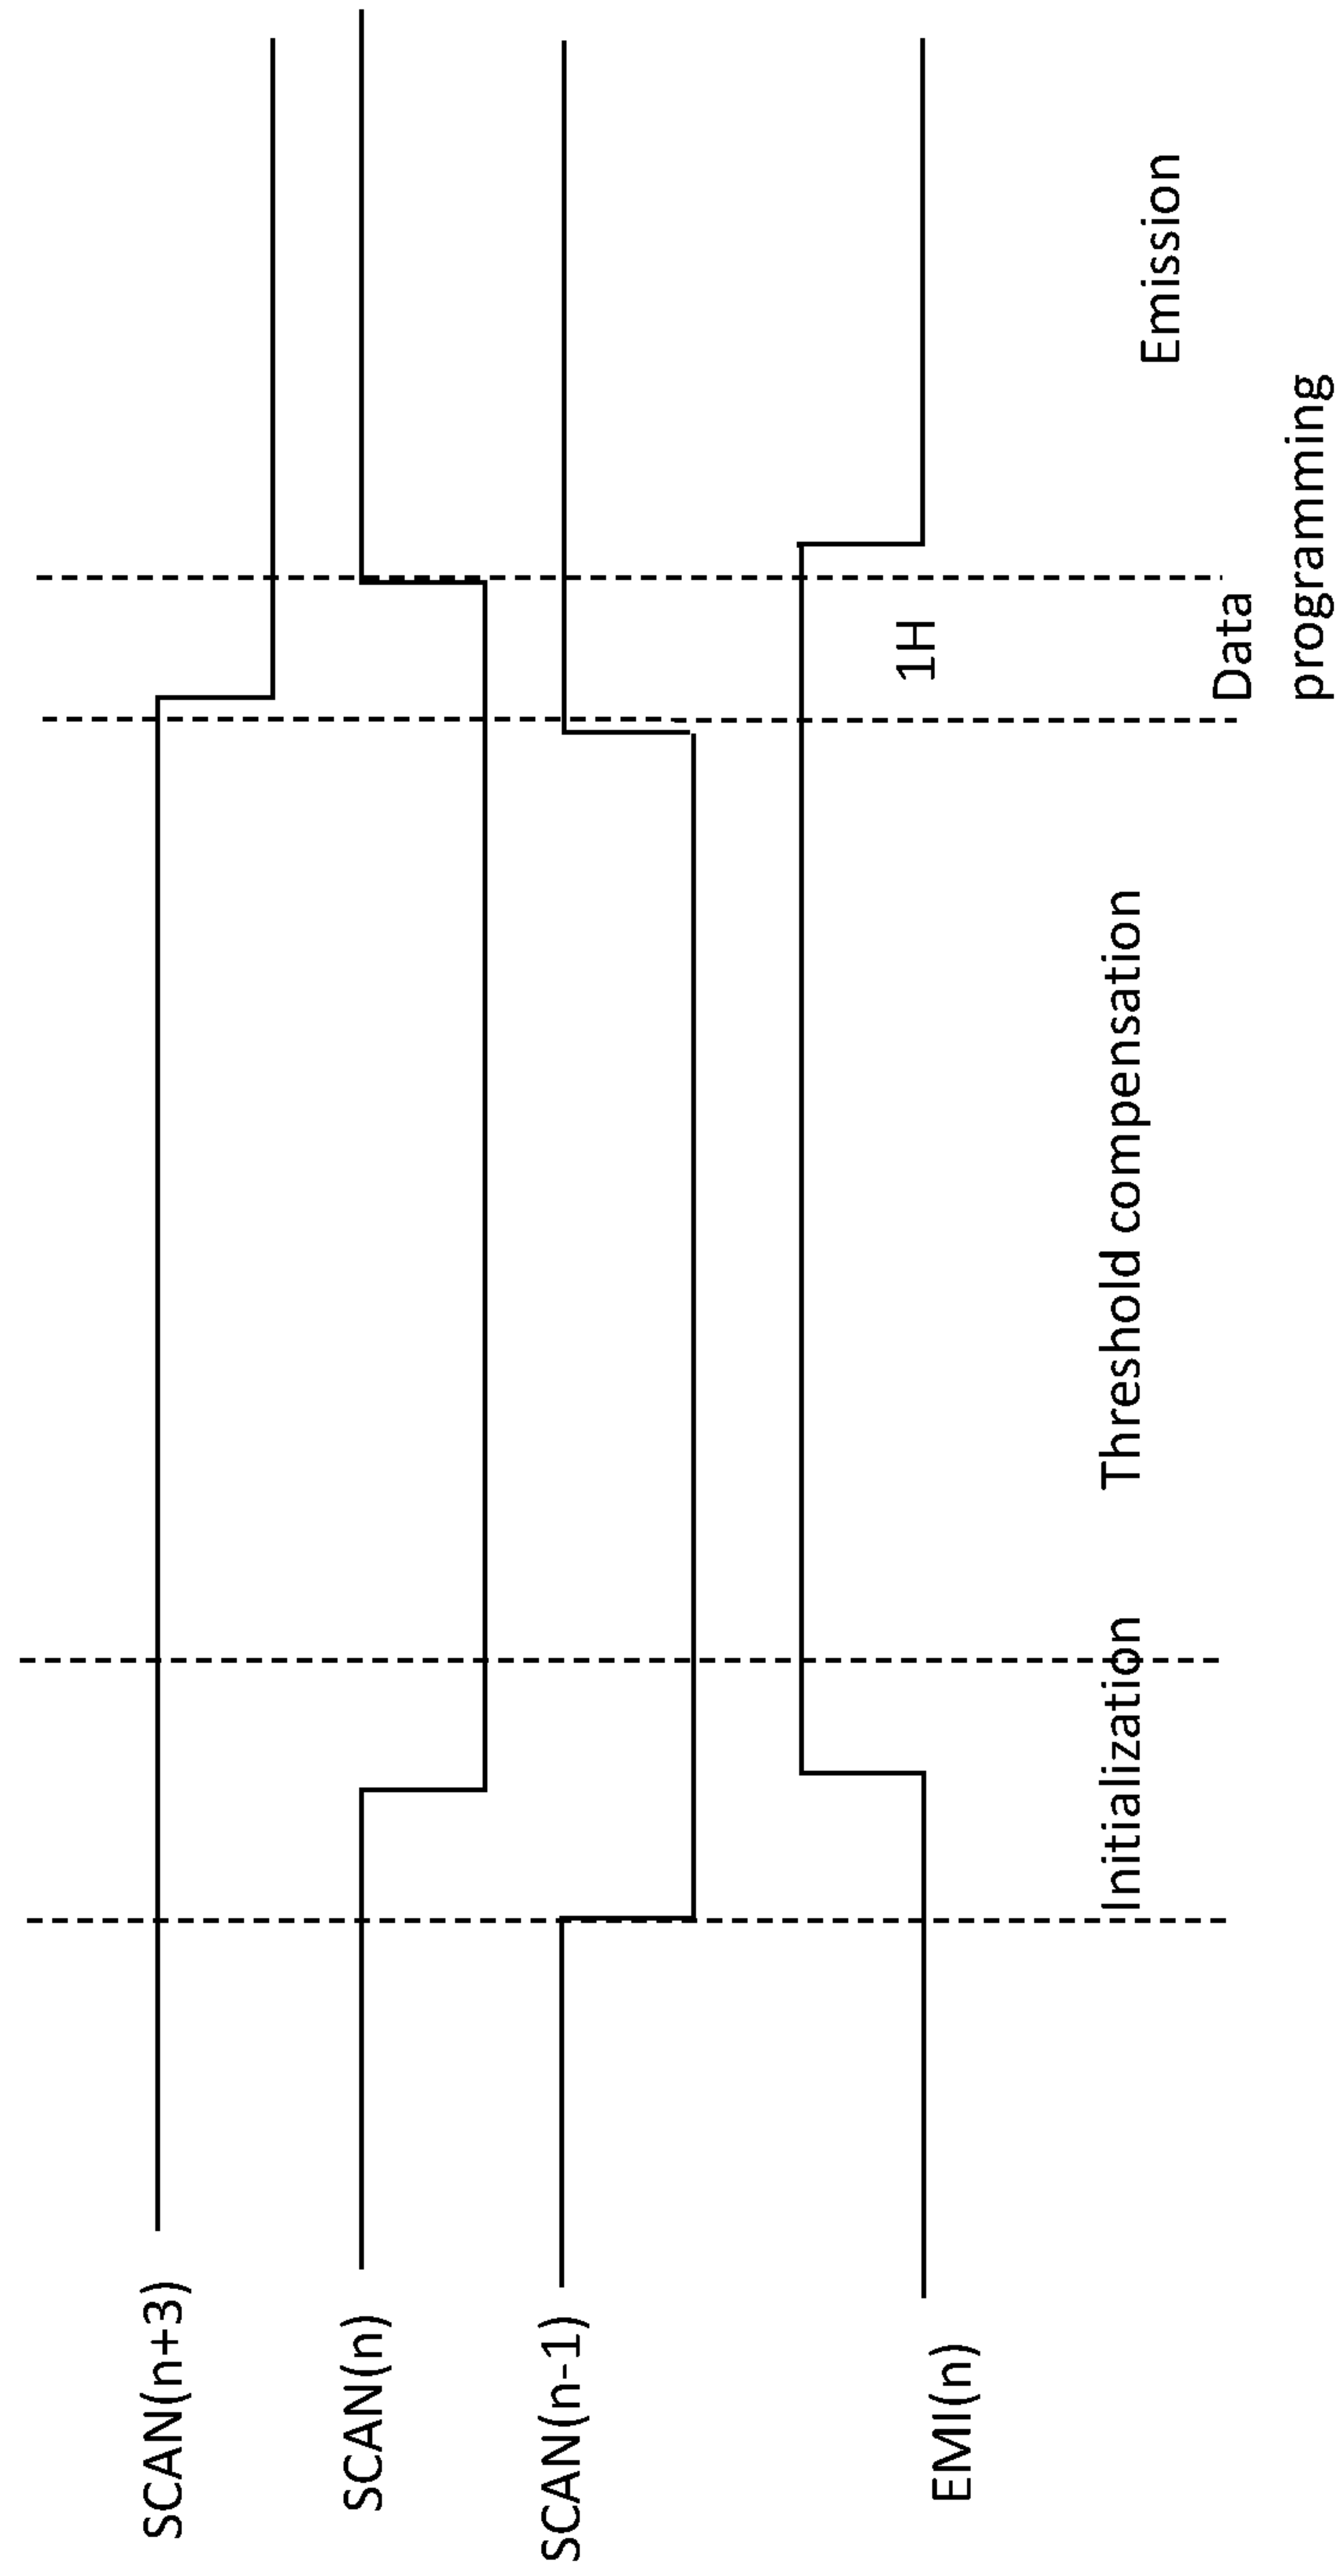 SCAN(n+3)
SCAN(n)
SCAN(n-1)
EMI(n)
1H
Initialization
Threshold compensation
Data
programming
Emission